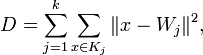 D = \sum_{j=1}^{k} \sum_{x \in K_j} \| x - W_j \|^2,